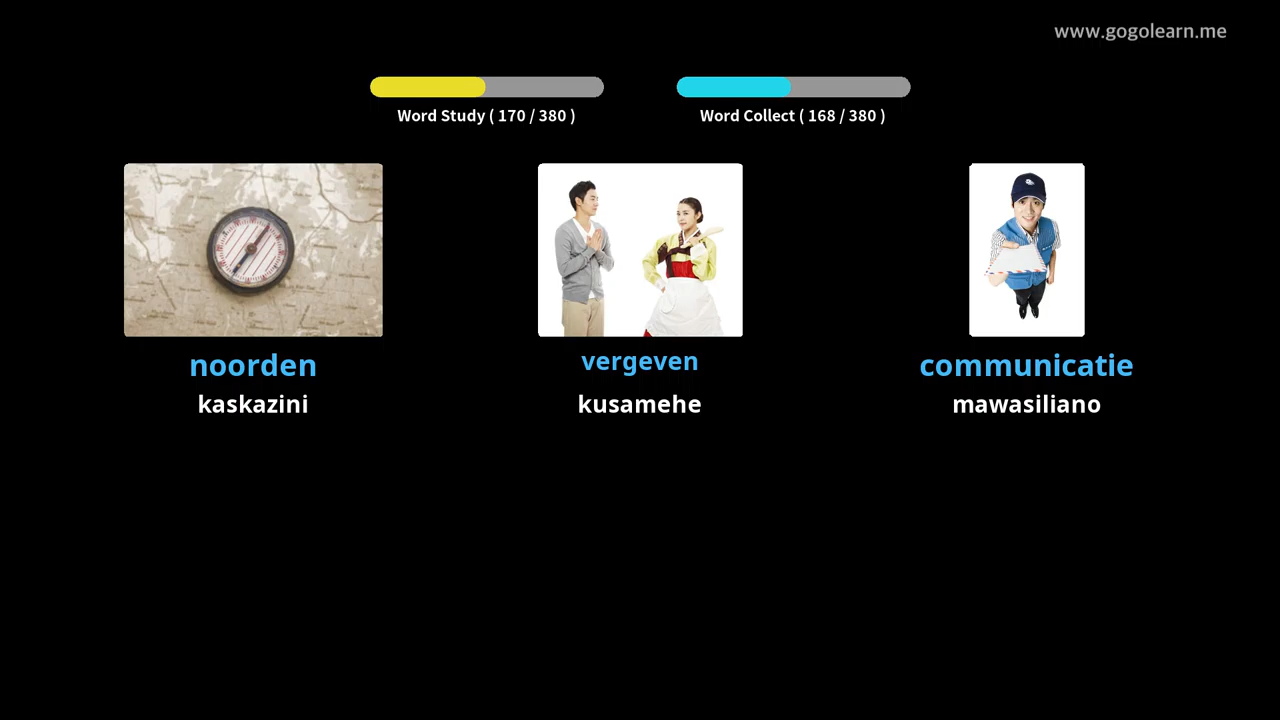 www.gogolearn.me
Word Study ( 170 / 380 )
Word Collect ( 168 / 380 )
noorden
kaskazini
vergeven
kusamehe
communicatie
mawasiliano